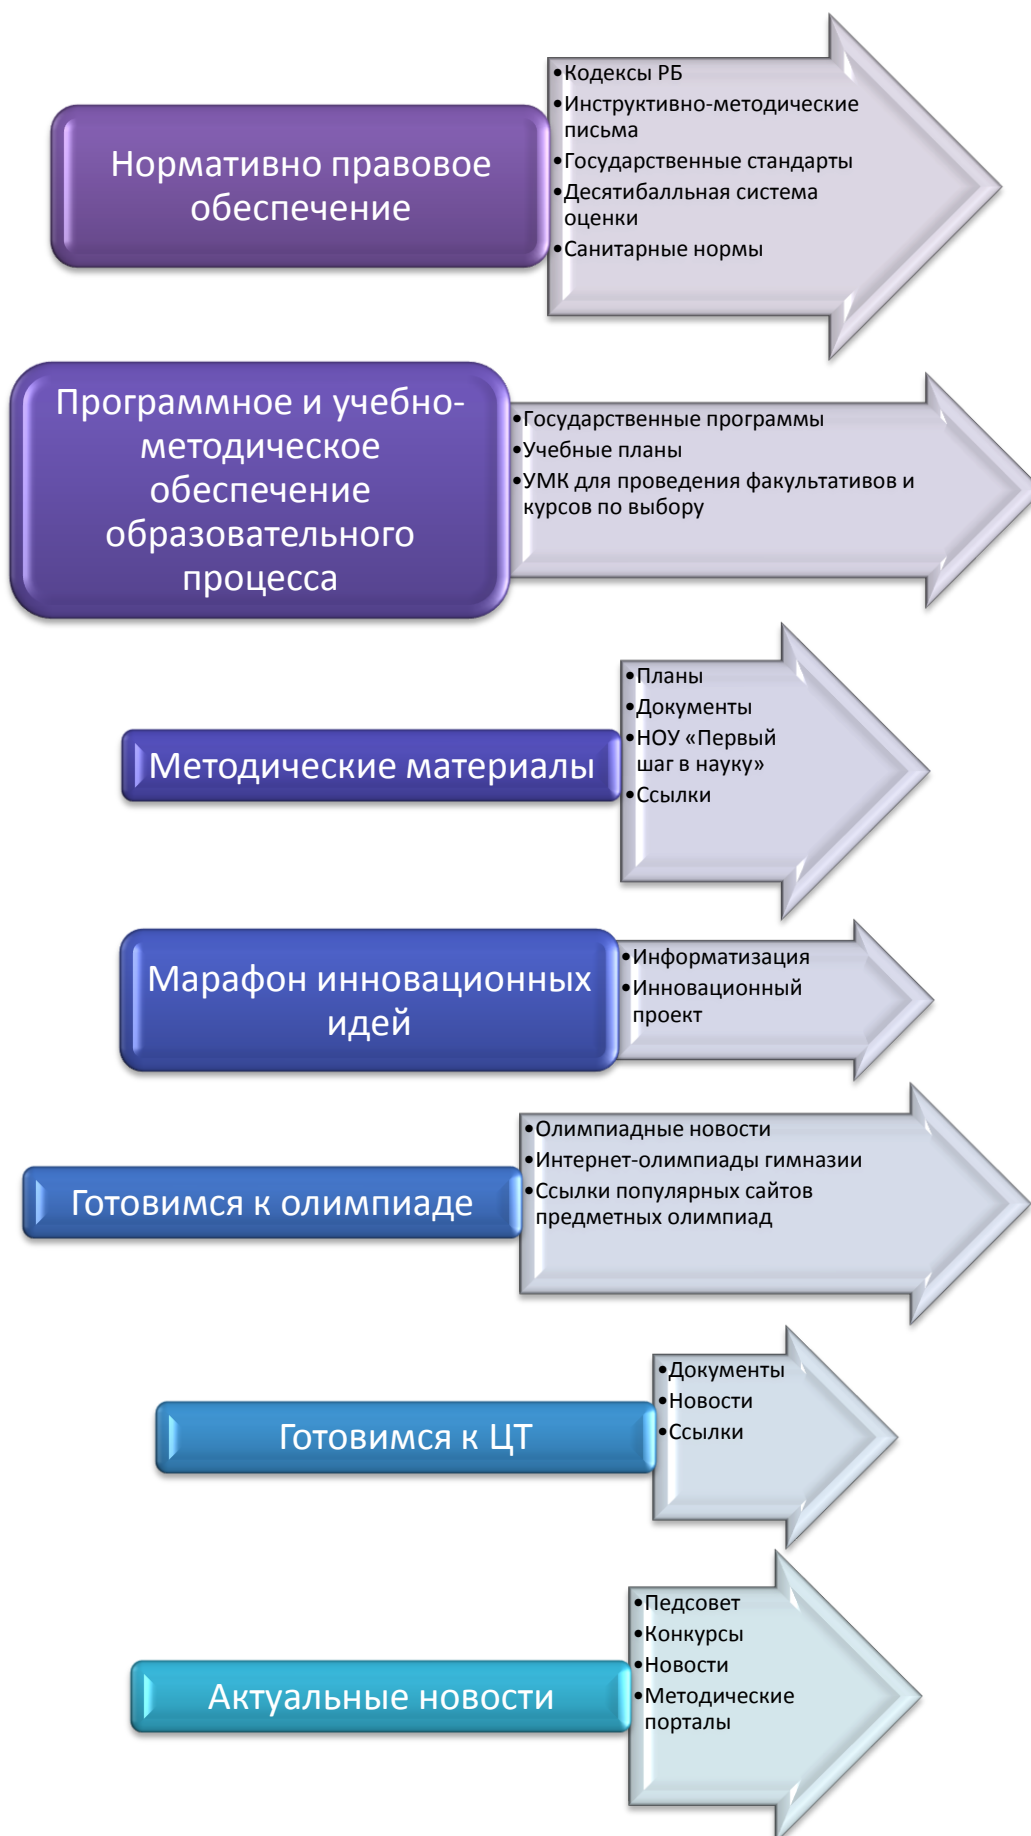 Нормативно правовое
обеспечение
•Кодексы РБ
•Инструктивно-методические
письма
•Государственные стандарты
•Десятибалльная система
оценки
•Санитарные нормы
Программное и учебно-
методическое
обеспечение
образовательного
процесса
•Государственные программы
•Учебные планы
•УМК для проведения факультативов и
курсов по выбору
Методические материалы
•Планы
•Документы
•НОУ «Первый
шаг в науку»
•Ссылки
Марафон инновационных
идей
•Информатизация
•Инновационный
проект
Готовимся к олимпиаде
•Олимпиадные новости
•Интернет-олимпиады гимназии
•Ссылки популярных сайтов
предметных олимпиад
Готовимся к ЦТ
•Документы
•Новости
•Ссылки
Актуальные новости
•Педсовет
•Конкурсы
•Новости
•Методические
порталы